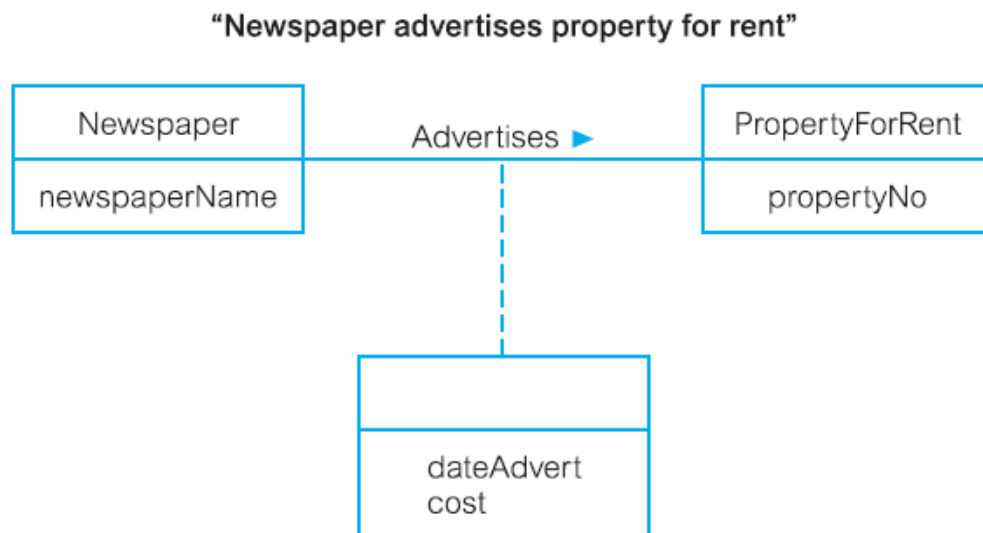 “Newspaper advertises property for rent”
Newspaper
Advertises ►
PropertyForRent
newspaperName
propertyNo
dateAdvert
cost